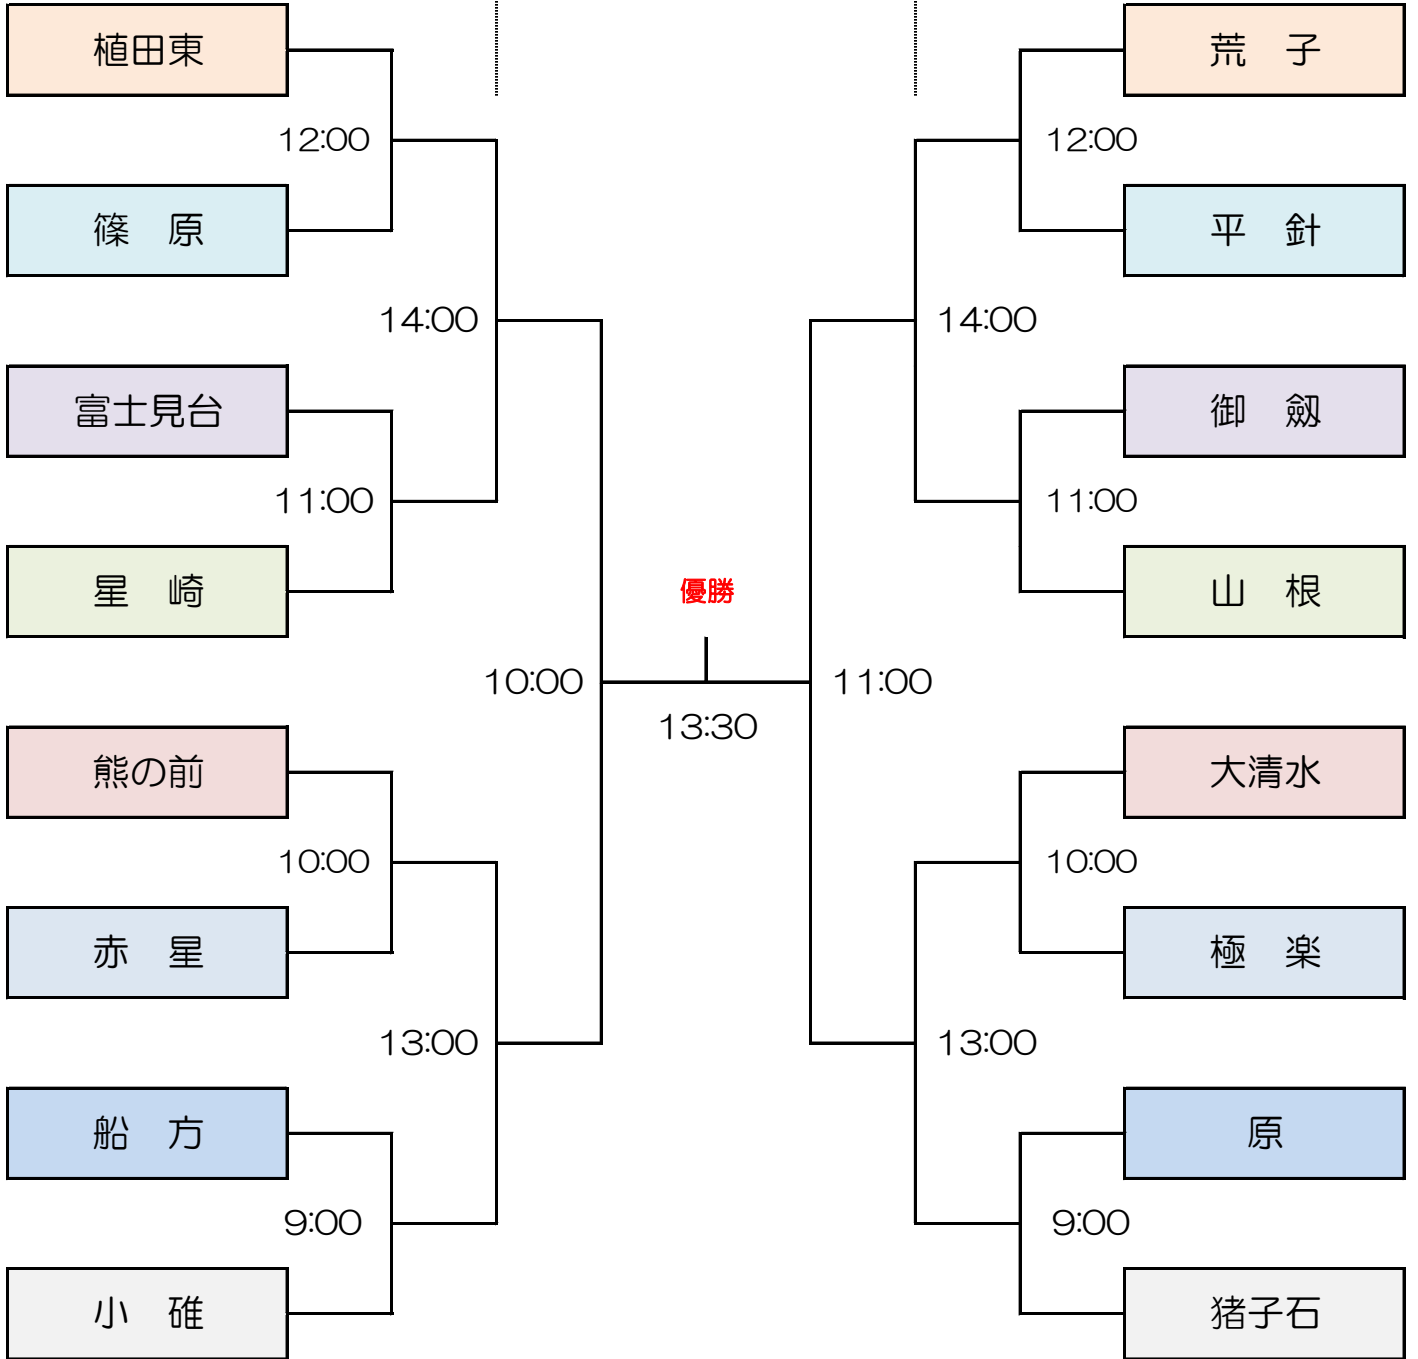 植田東
荒　子
12:00
12:00
篠　原
平　針
14:00
14:00
富士見台
御　劔
11:00
11:00
星　崎
山　根
優勝
10:00
11:00
13:30
熊の前
大清水
10:00
10:00
赤　星
極　楽
13:00
13:00
船　方
原
9:00
9:00
小　碓
猪子石